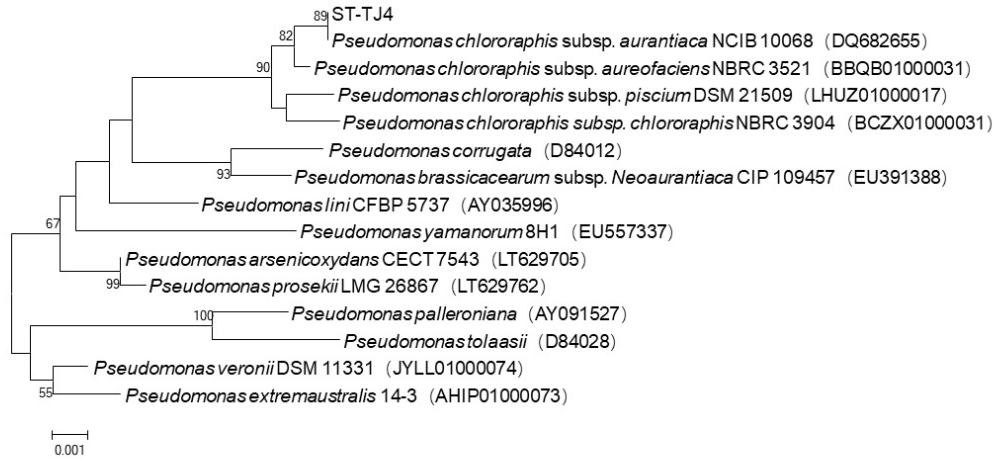 89 ST-TJ4
82
Pseudomonas chlororaphis subsp. aurantiaca NCIB 10068（DQ682655）
90 Pseudomonas chlororaphis subsp. aureofaciens NBRC 3521（BBQB01000031）
Pseudomonas chlororaphis subsp. piscium DSM 21509（LHUZ01000017）
Pseudomonas chlororaphis subsp. chlororaphis NBRC 3904（BCZX01000031）
Pseudomonas corrugata（D84012）
93 Pseudomonas brassicacearum subsp. Neoaurantiaca CIP 109457（EU391388）
Pseudomonas lini CFBP 5737（AY035996）
67
Pseudomonas yamanorum 8H1（EU557337）
Pseudomonas arsenicoxydans CECT 7543（LT629705）
99 Pseudomonas prosekii LMG 26867（LT629762）
100 Pseudomonas palleroniana（AY091527）
Pseudomonas tolaasii（D84028）
Pseudomonas veronii DSM 11331（JYLL01000074）
55 Pseudomonas extremaustralis 14-3（AHIP01000073）
0.001